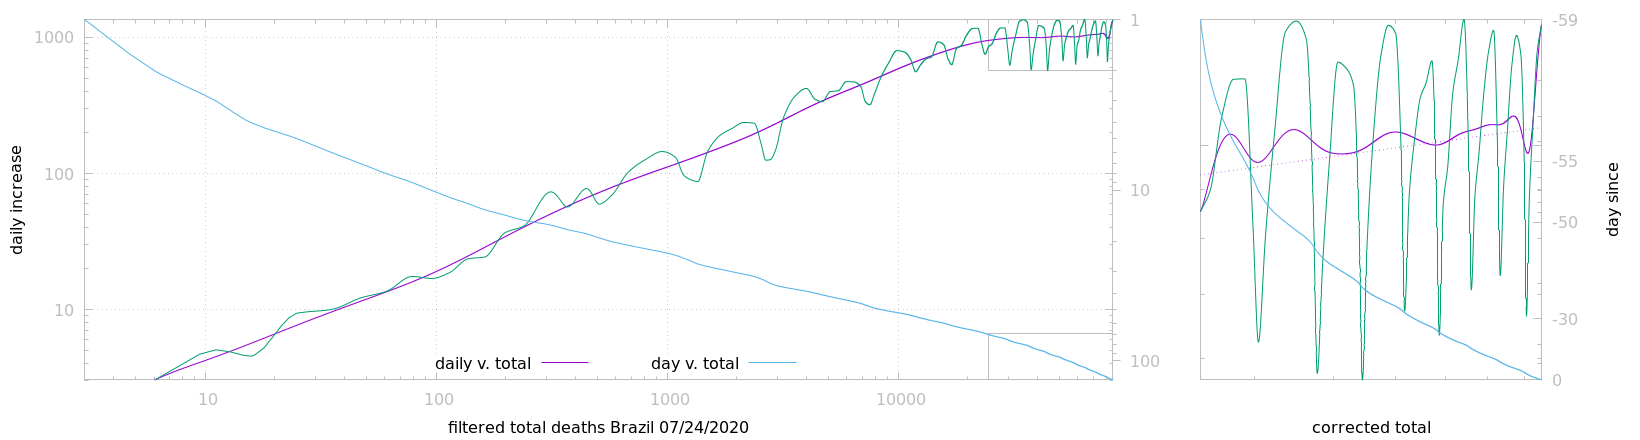 daily increase
1000
100
10
10
100
1000
10000
1
10
100
daily v. total
day v. total
filtered total deaths Brazil 07/24/2020
-59
-55
-50
-30
0
day since
corrected total